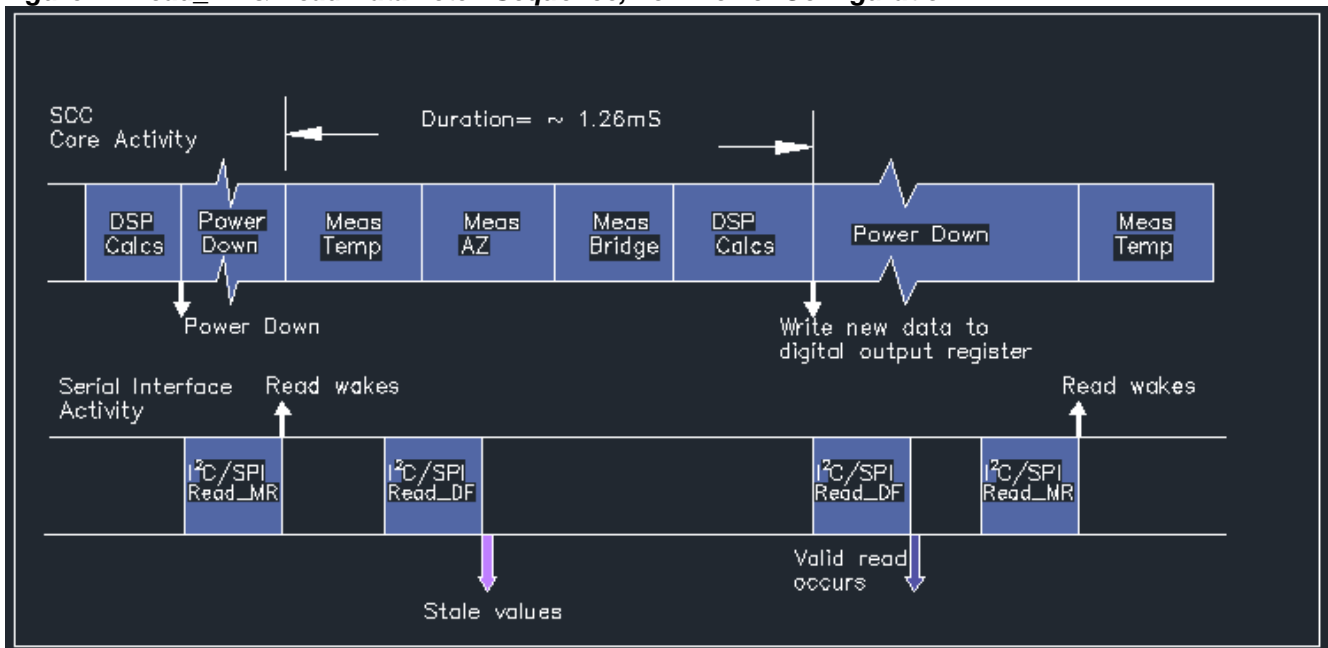 SCC
Core Activity
Duration= ~ 1.26mS
DSP
Calcs
Power
Down
Meas
Temp
Meas
AZ
Meas
Bridge
DSP
Calcs
Power Down
Meas
Temp
Power Down
Write new data to
digital output register
Serial Interface
Activity
Read wakes
Read wakes
I²C/SPI
Read_MR
I²C/SPI
Read_DF
I²C/SPI
Read_DF
I²C/SPI
Read_MR
Stale values
Valid read
occurs